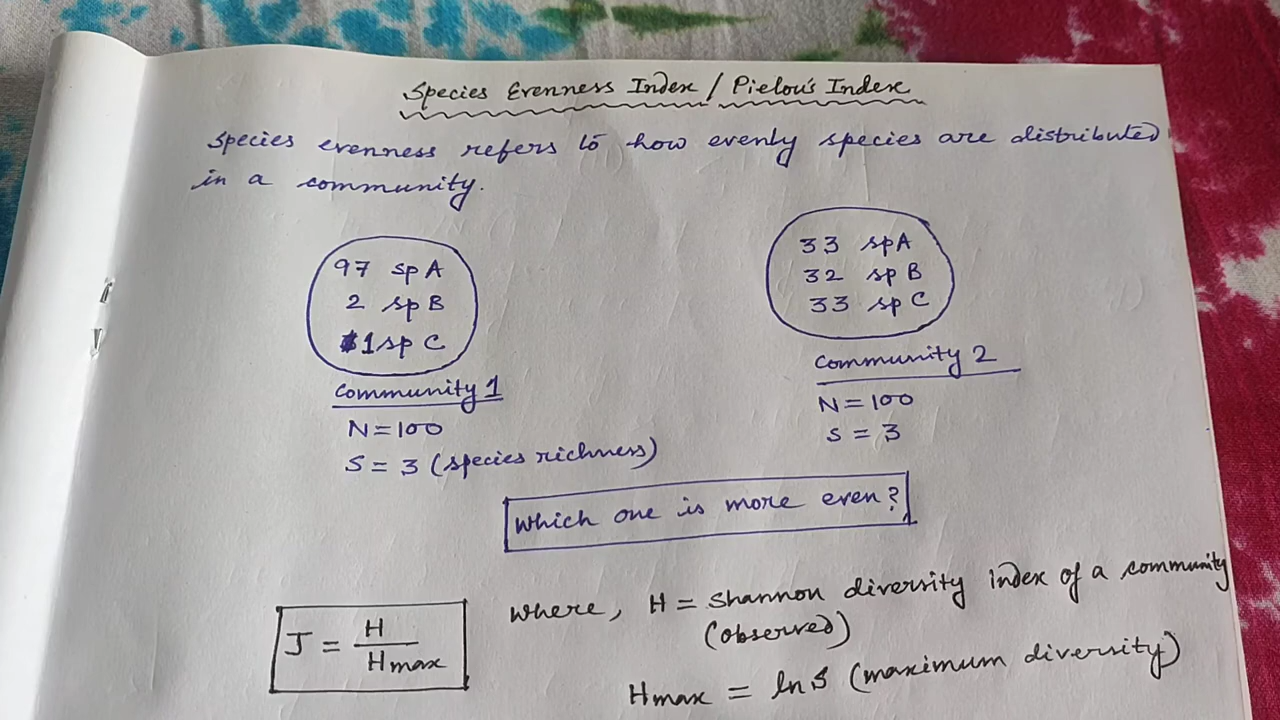 Species Evenness Index / Pielou's Index
Species evenness refers to how evenly species are distributed
in a community.
97 sp A
2 sp B
1 sp C
Community 1
N = 100
S = 3 (species richness)
33 sp A
32 sp B
33 sp C
Community 2
N = 100
S = 3
Which one is more even?
J = H / Hmax
where, H = Shannon diversity index of a community
(observed)
Hmax = ln S (maximum diversity)